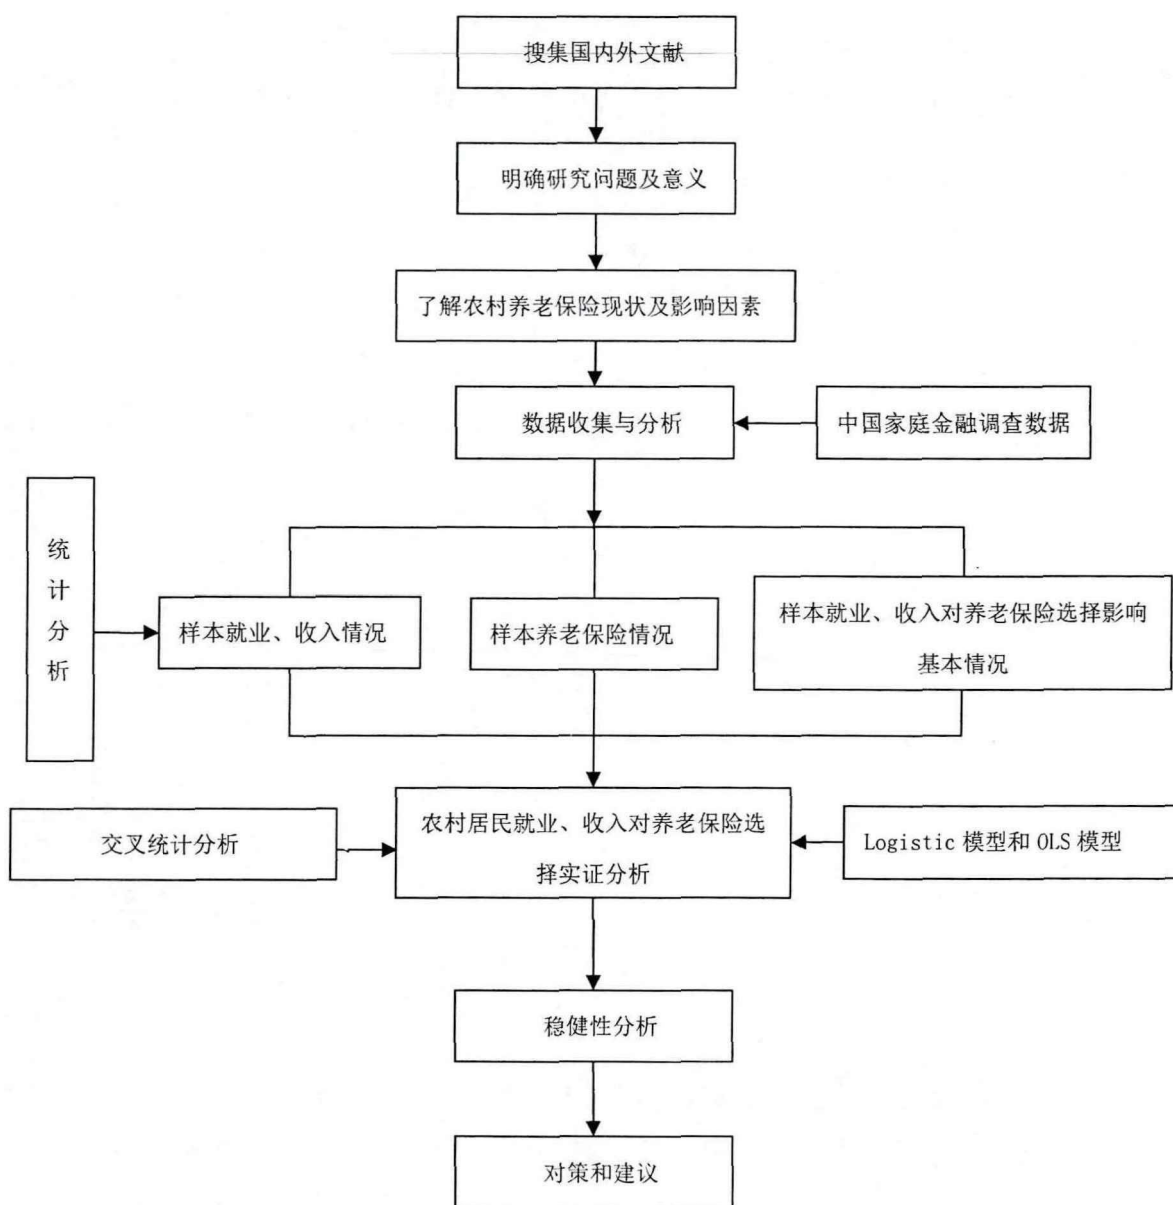 搜集国内外文献
明确研究问题及意义
了解农村养老保险现状及影响因素
数据收集与分析
中国家庭金融调查数据
统
计
分
析
样本就业、收入情况
样本养老保险情况
样本就业、收入对养老保险选择影响
基本情况
交叉统计分析
农村居民就业、收入对养老保险选
择实证分析
Logistic 模型和 OLS 模型
稳健性分析
对策和建议